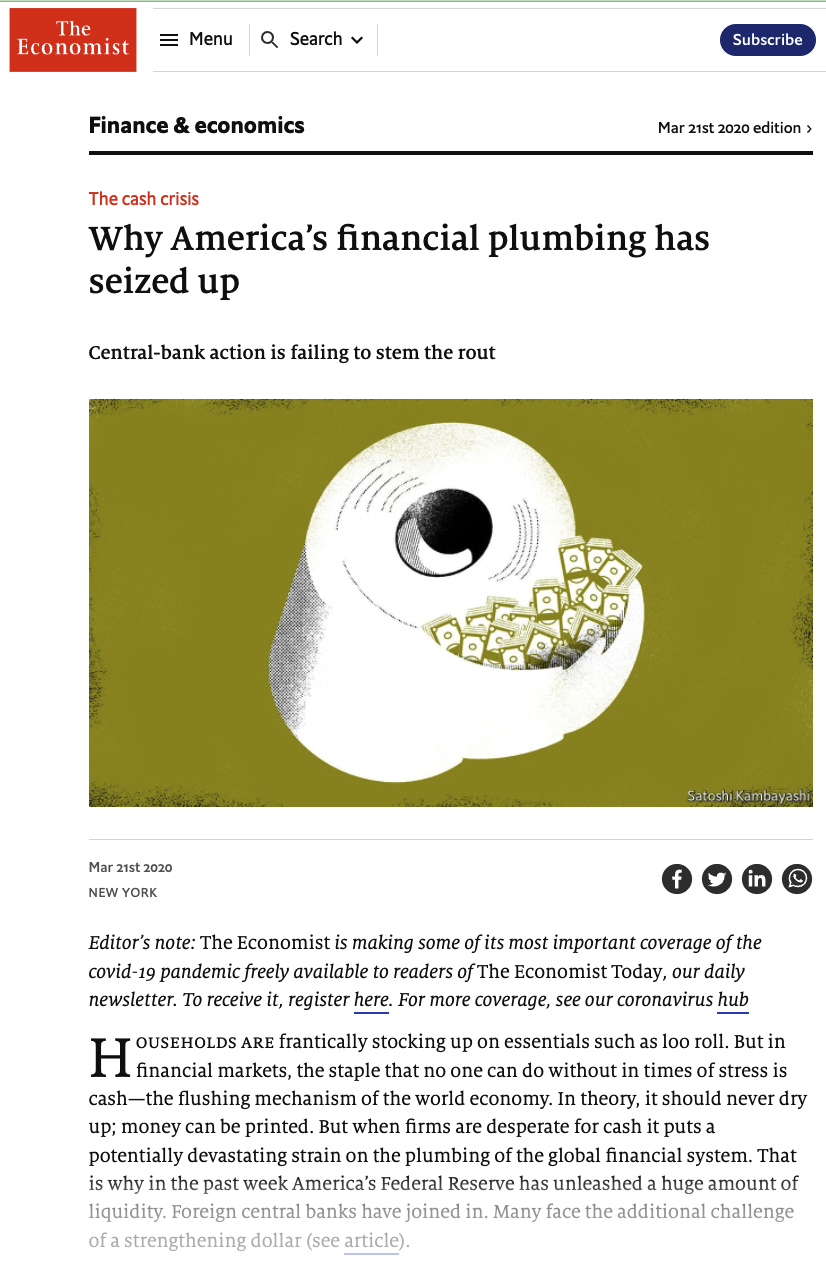 The
Economist
Menu
Search
Subscribe
Finance & economics
Mar 21st 2020 edition ›
The cash crisis
Why America’s financial plumbing has
seized up
Central-bank action is failing to stem the rout
Satoshi Kambayashi
Mar 21st 2020
NEW YORK
Editor’s note: The Economist is making some of its most important coverage of the
covid-19 pandemic freely available to readers of The Economist Today, our daily
newsletter. To receive it, register here. For more coverage, see our coronavirus hub
HOUSEHOLDS ARE frantically stocking up on essentials such as loo roll. But in
financial markets, the staple that no one can do without in times of stress is
cash—the flushing mechanism of the world economy. In theory, it should never dry
up; money can be printed. But when firms are desperate for cash it puts a
potentially devastating strain on the plumbing of the global financial system. That
is why in the past week America’s Federal Reserve has unleashed a huge amount of
liquidity. Foreign central banks have joined in. Many face the additional challenge
of a strengthening dollar (see article).